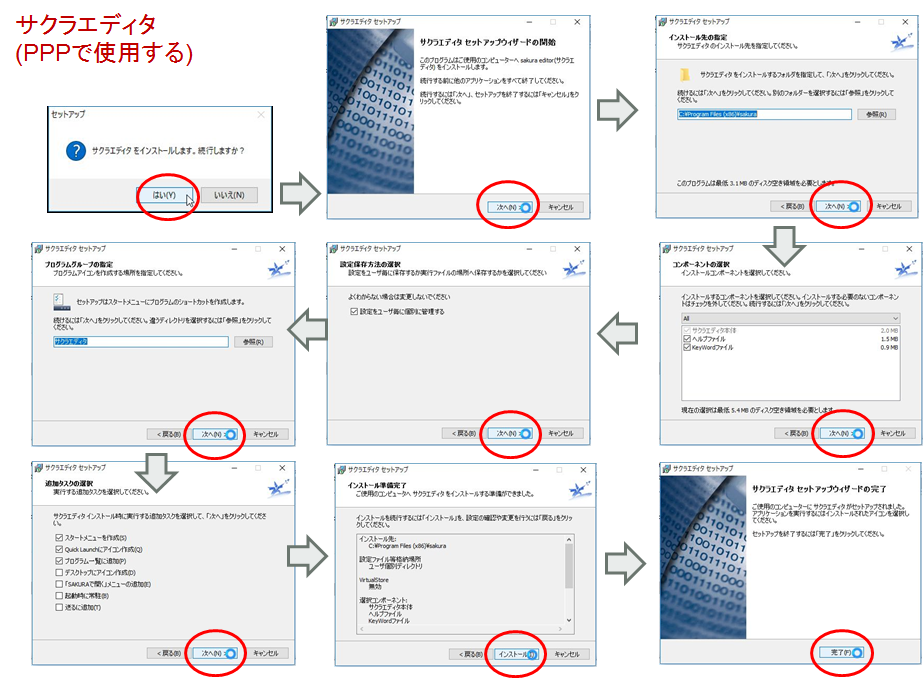 サクラエディタ
(PPPで使用する)
セットアップ
サクラエディタ をインストールします。続行しますか？
はい(Y)
いいえ(N)
サクラエディタ セットアップ
サクラエディタ セットアップウィザードの開始
このプログラムはご使用のコンピューターへ sakura editor(サクラエ
ディタ) をインストールします。
続行する前に他のアプリケーションをすべて終了してください。
続行するには「次へ」、セットアップを終了するには「キャンセル」をク
リックしてください。
次へ(N)
キャンセル
サクラエディタ セットアップ
インストール先の指定
サクラエディタ のインストール先を指定してください。
サクラエディタ をインストールするフォルダを指定して、「次へ」をクリックしてください。
続けるには「次へ」をクリックしてください。別のフォルダーを選択するには「参照」をクリックして
ください。
C:¥Program Files (x86)¥sakura
参照(R)
このプログラムは最低 3.1 MB のディスク空き領域を必要とします。
< 戻る(B)
次へ(N)
キャンセル
サクラエディタ セットアップ
コンポーネントの選択
インストールコンポーネントを選択してください。
インストールするコンポーネントを選択してください。インストールする必要のないコンポーネン
トはチェックを外してください。続行するには「次へ」をクリックしてください。
All
サクラエディタ本体
2.0 MB
ヘルプファイル
1.5 MB
KeyWordファイル
0.9 MB
現在の選択は最低 5.4 MB のディスク空き領域を必要とします。
< 戻る(B)
次へ(N)
キャンセル
サクラエディタ セットアップ
設定保存方法の選択
設定をユーザ毎に保存するか実行ファイルの場所へ保存するかを選択してください
よくわからない場合は変更しないでください
設定をユーザ毎に個別に管理する
< 戻る(B)
次へ(N)
キャンセル
サクラエディタ セットアップ
プログラムグループの指定
プログラムアイコンを作成する場所を指定してください。
セットアップはスタートメニューにプログラムのショートカットを作成します。
続けるには「次へ」をクリックしてください。違うディレクトリを選択するには「参照」をクリックして
ください。
サクラエディタ
参照(R)
< 戻る(B)
次へ(N)
キャンセル
サクラエディタ セットアップ
追加タスクの選択
実行する追加タスクを選択してください。
サクラエディタ インストール時に実行する追加タスクを選択して、「次へ」をクリックしてくださ
い。
スタートメニューを作成(S)
Quick Launchにアイコン作成(Q)
プログラム一覧に追加(P)
デスクトップにアイコン作成(D)
「SAKURAで開く」メニューの追加(E)
起動時に常駐(B)
送るに追加(T)
< 戻る(B)
次へ(N)
キャンセル
サクラエディタ セットアップ
インストール準備完了
ご使用のコンピュータへ サクラエディタ をインストールする準備ができました。
インストールを続行するには「インストール」を、設定の確認や変更を行うには「戻る」をクリッ
クしてください。
インストール先:
C:¥Program Files (x86)¥sakura
設定ファイル等格納場所
ユーザ個別ディレクトリ
VirtualStore
無効
選択コンポーネント:
サクラエディタ本体
ヘルプファイル
KeyWordファイル
< 戻る(B)
インストール(I)
キャンセル
サクラエディタ セットアップ
サクラエディタ セットアップウィザードの完了
ご使用のコンピューターに サクラエディタ がセットアップされました。
アプリケーションを実行するにはインストールされたアイコンを選択し
てください。
セットアップを終了するには「完了」をクリックしてください。
完了(F)